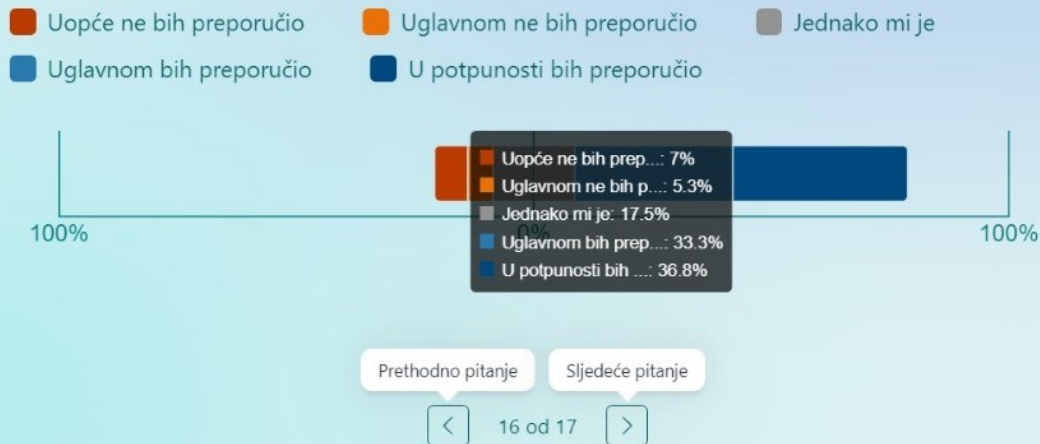 Uopće ne bih preporučio Uglavnom ne bih preporučio Jednako mi je
Uglavnom bih preporučio U potpunosti bih preporučio
Uopće ne bih prep...: 7%
Uglavnom ne bih p...: 5.3%
Jednako mi je: 17.5%
Uglavnom bih prep...: 33.3%
U potpunosti bih ...: 36.8%
100% 0% 100%
Prethodno pitanje Sljedeće pitanje
16 od 17